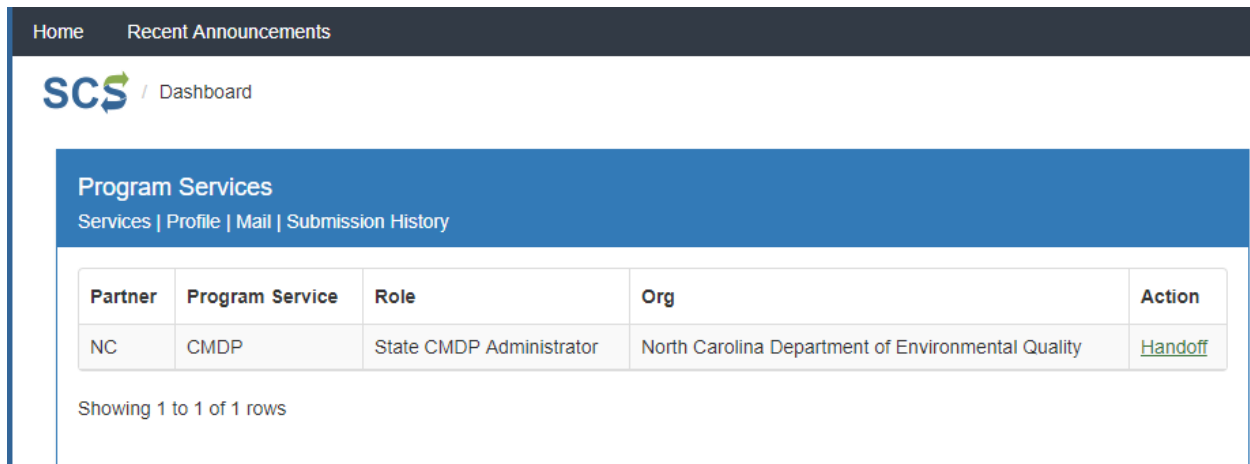 Home Recent Announcements
SCS / Dashboard
Program Services
Services | Profile | Mail | Submission History
Partner Program Service Role Org Action
NC CMDP State CMDP Administrator North Carolina Department of Environmental Quality Handoff
Showing 1 to 1 of 1 rows